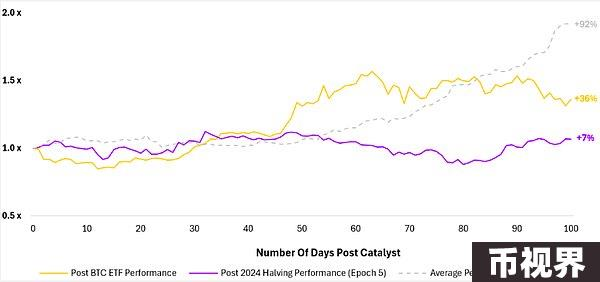 2.0 x
+92%
1.5 x
+36%
+7%
1.0 x
0.5 x
0 10 20 30 40 50 60 70 80 90 100
Number Of Days Post Catalyst
Post BTC ETF Performance Post 2024 Halving Performance (Epoch 5) Average
币视界